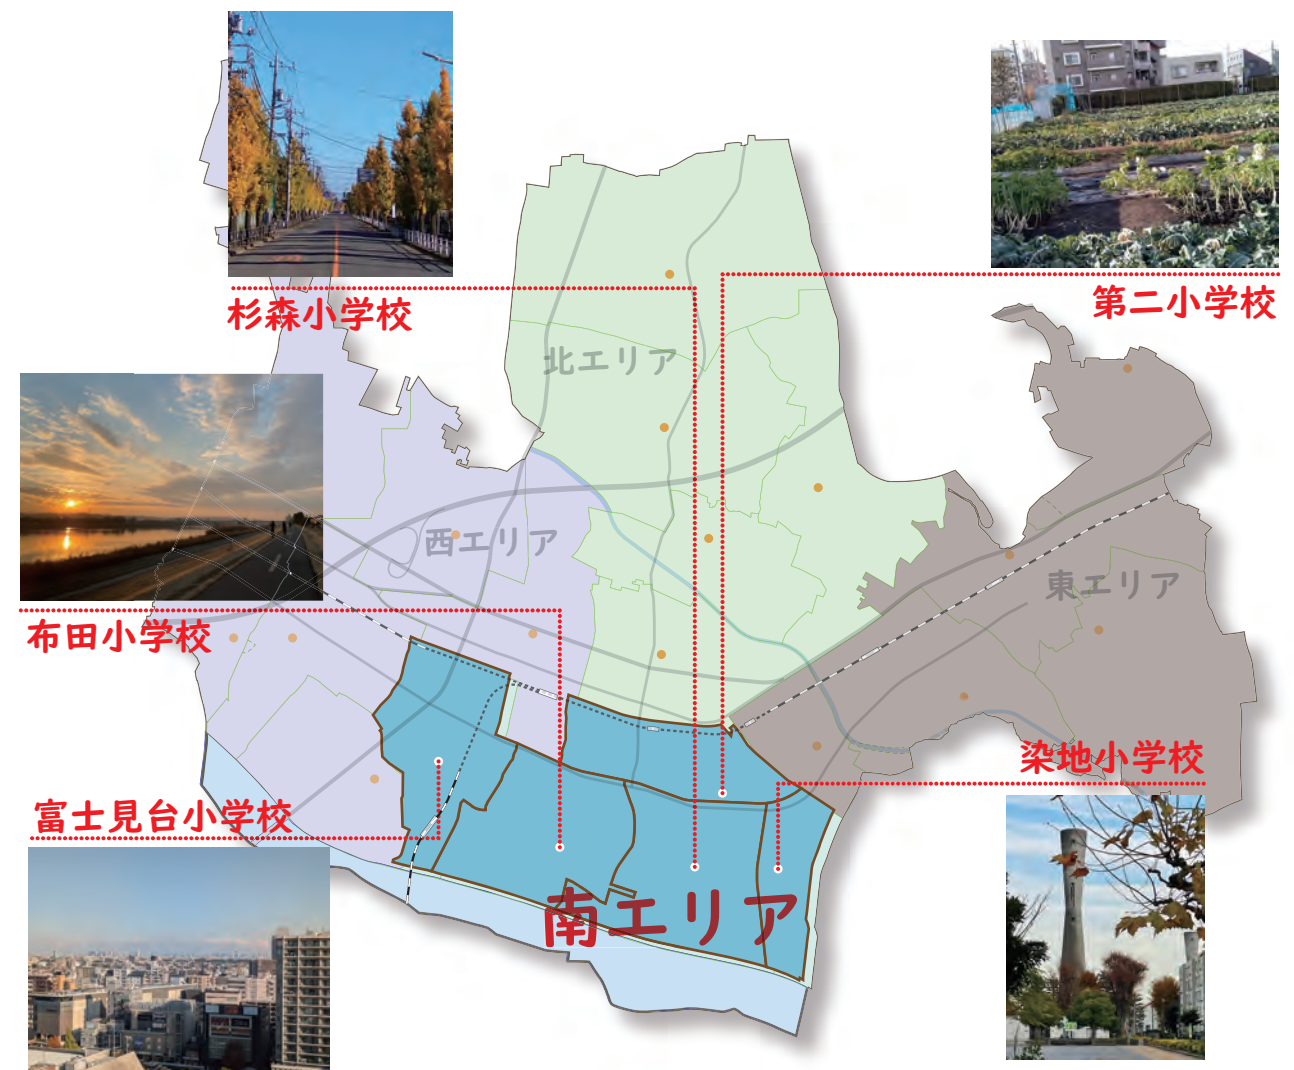 杉森小学校
第二小学校
北エリア
西エリア
東エリア
布田小学校
染地小学校
富士見台小学校
南エリア